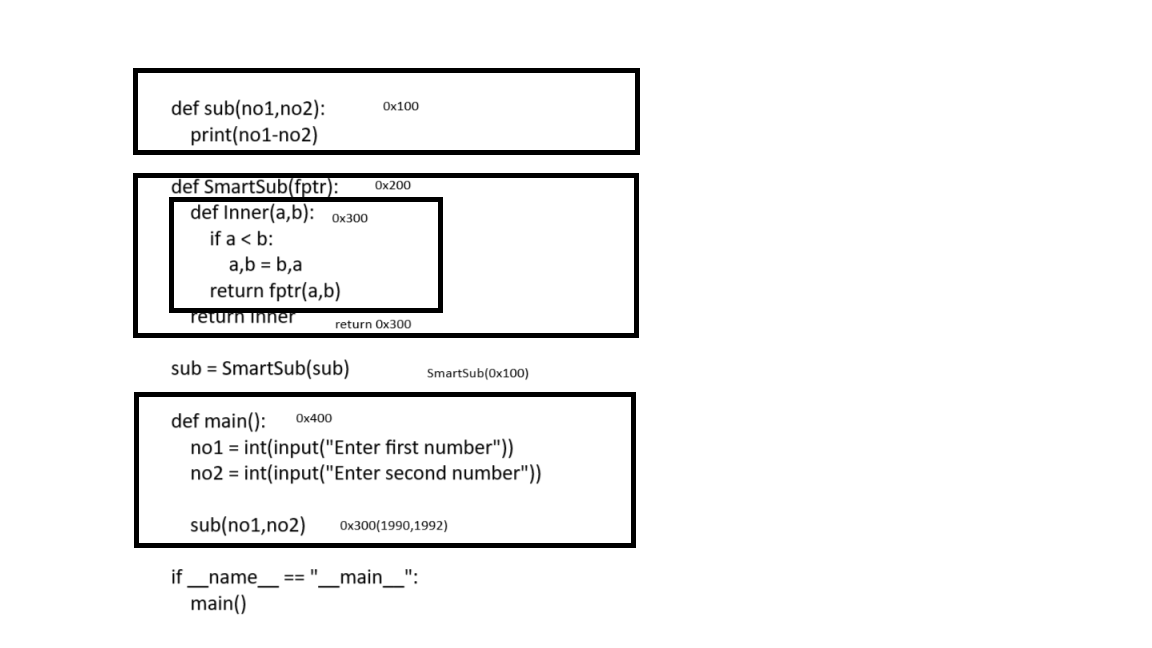 def sub(no1,no2): 0x100
print(no1-no2)
def SmartSub(fptr): 0x200
def Inner(a,b): 0x300
if a < b:
a,b = b,a
return fptr(a,b)
return Inner return 0x300
sub = SmartSub(sub) SmartSub(0x100)
def main(): 0x400
no1 = int(input("Enter first number"))
no2 = int(input("Enter second number"))
sub(no1,no2) 0x300(1990,1992)
if __name__ == "__main__":
main()